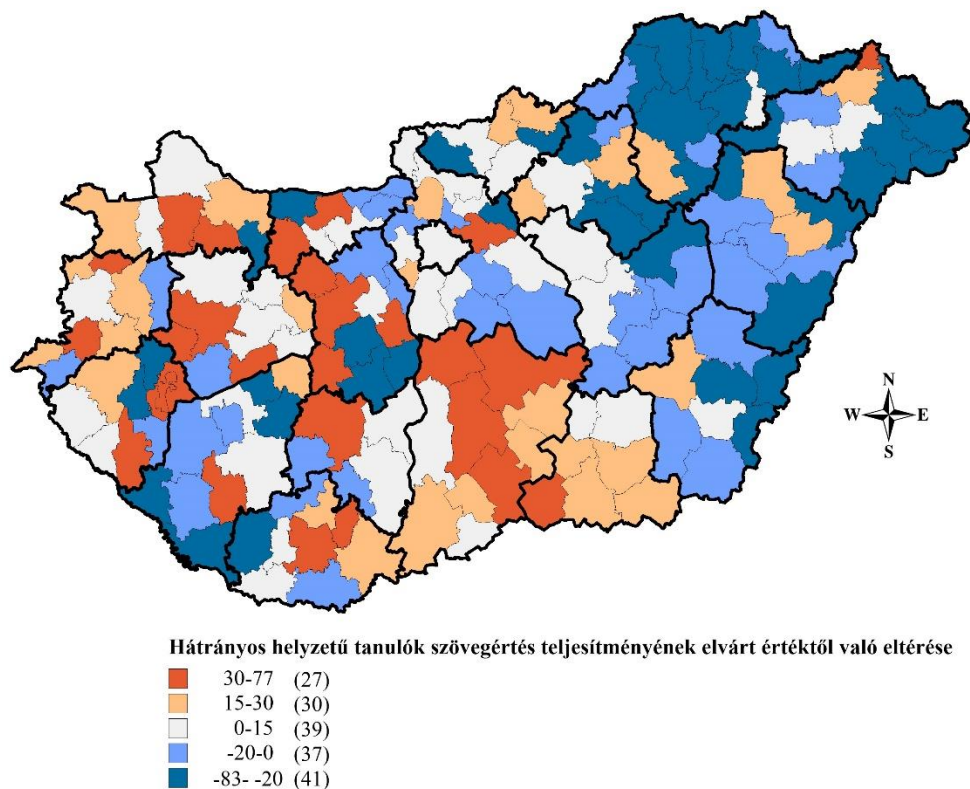 N
W E
S
Hátrányos helyzetű tanulók szövegértés teljesítményének elvárt értéktől való eltérése
30-77 (27)
15-30 (30)
0-15 (39)
-20-0 (37)
-83- -20 (41)